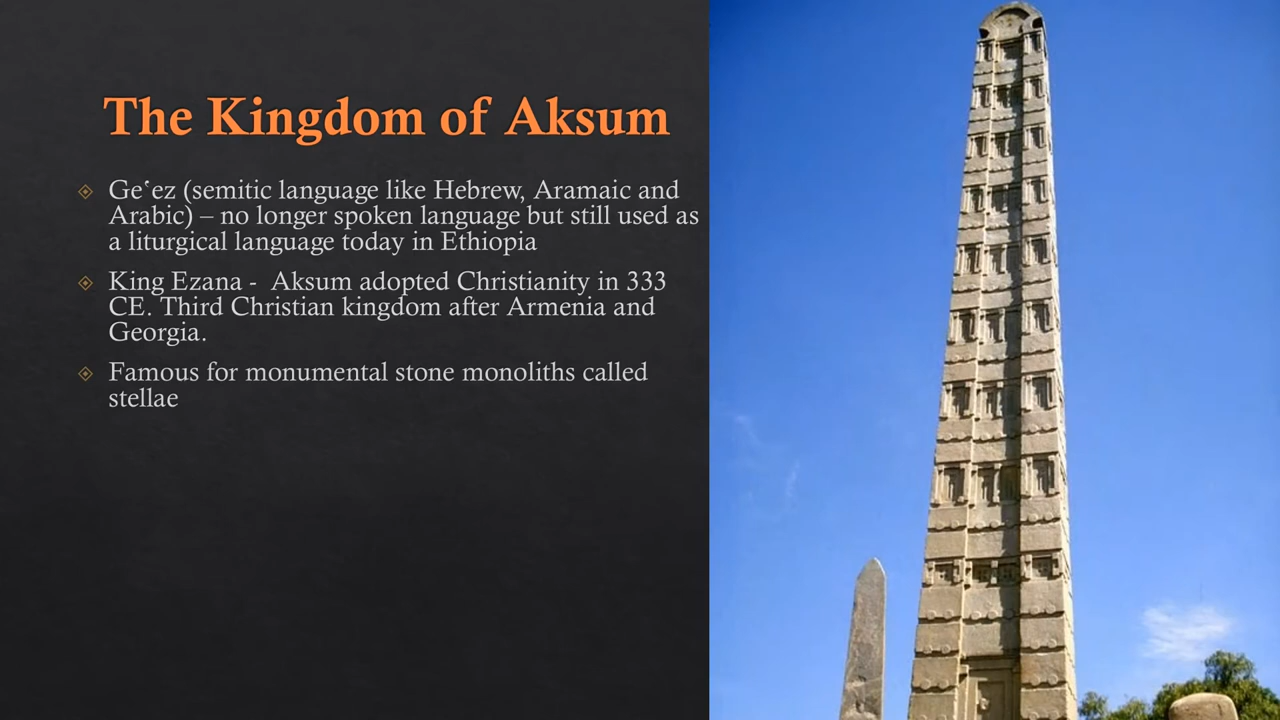 The Kingdom of Aksum
Geʽez (semitic language like Hebrew, Aramaic and
Arabic) – no longer spoken language but still used as
a liturgical language today in Ethiopia
King Ezana -  Aksum adopted Christianity in 333
CE. Third Christian kingdom after Armenia and
Georgia.
Famous for monumental stone monoliths called
stellae